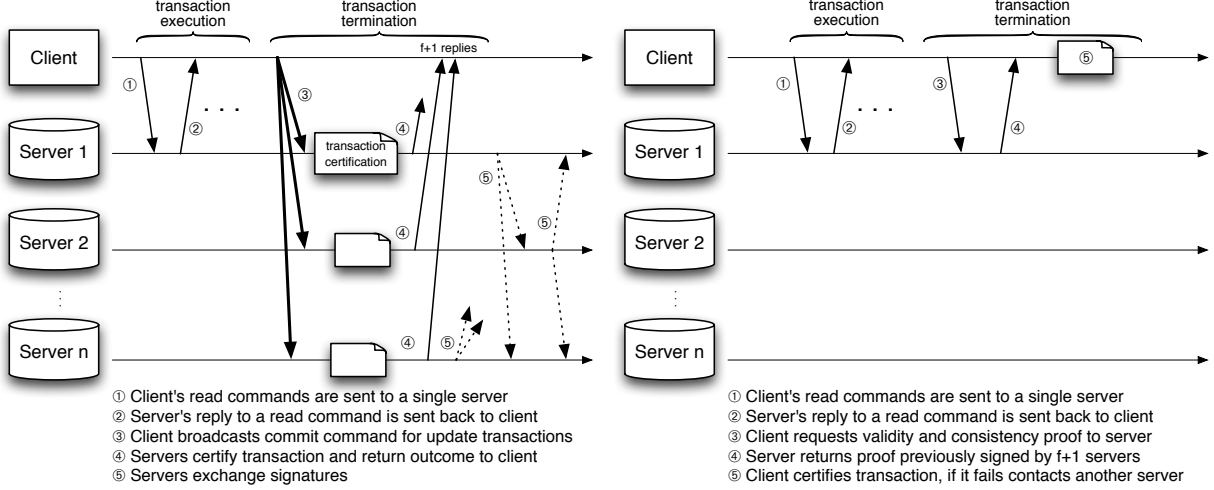 transaction
execution
transaction
termination
f+1 replies
Client
①
②
. . .
③
④
Server 1
transaction
certification
⑤
Server 2
④
⑤
Server n
④
⑤
① Client's read commands are sent to a single server
② Server's reply to a read command is sent back to client
③ Client broadcasts commit command for update transactions
④ Servers certify transaction and return outcome to client
⑤ Servers exchange signatures
transaction
execution
transaction
termination
Client
⑤
①
②
. . .
③
④
Server 1
Server 2
Server n
① Client's read commands are sent to a single server
② Server's reply to a read command is sent back to client
③ Client requests validity and consistency proof to server
④ Server returns proof previously signed by f+1 servers
⑤ Client certifies transaction, if it fails contacts another server